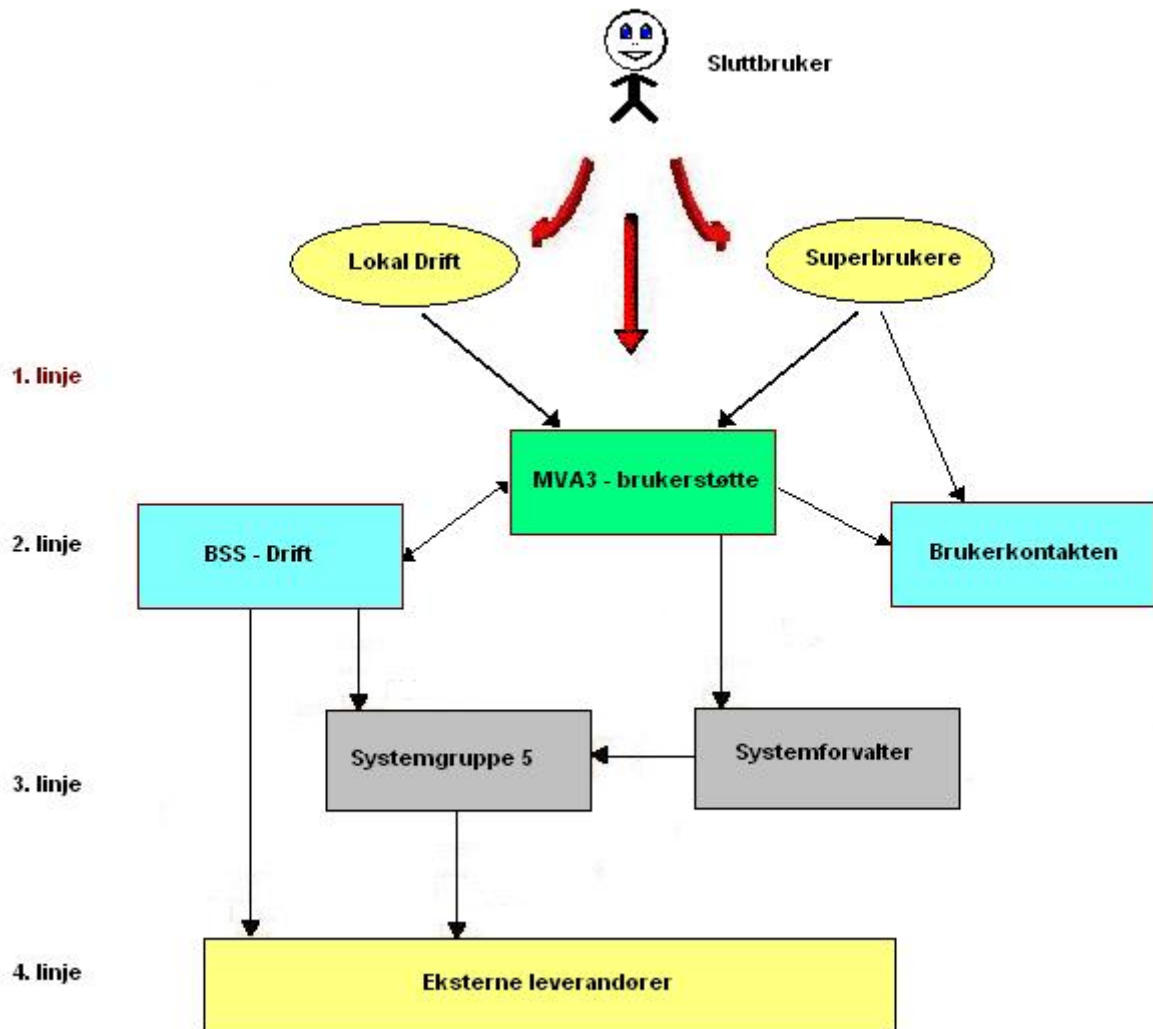 Sluttbruker
Lokal Drift
Superbrukere
1. linje
MVA3 - brukerstøtte
2. linje
BSS - Drift
Brukerkontakten
Systemgruppe 5
Systemforvalter
3. linje
4. linje
Eksterne leverandører